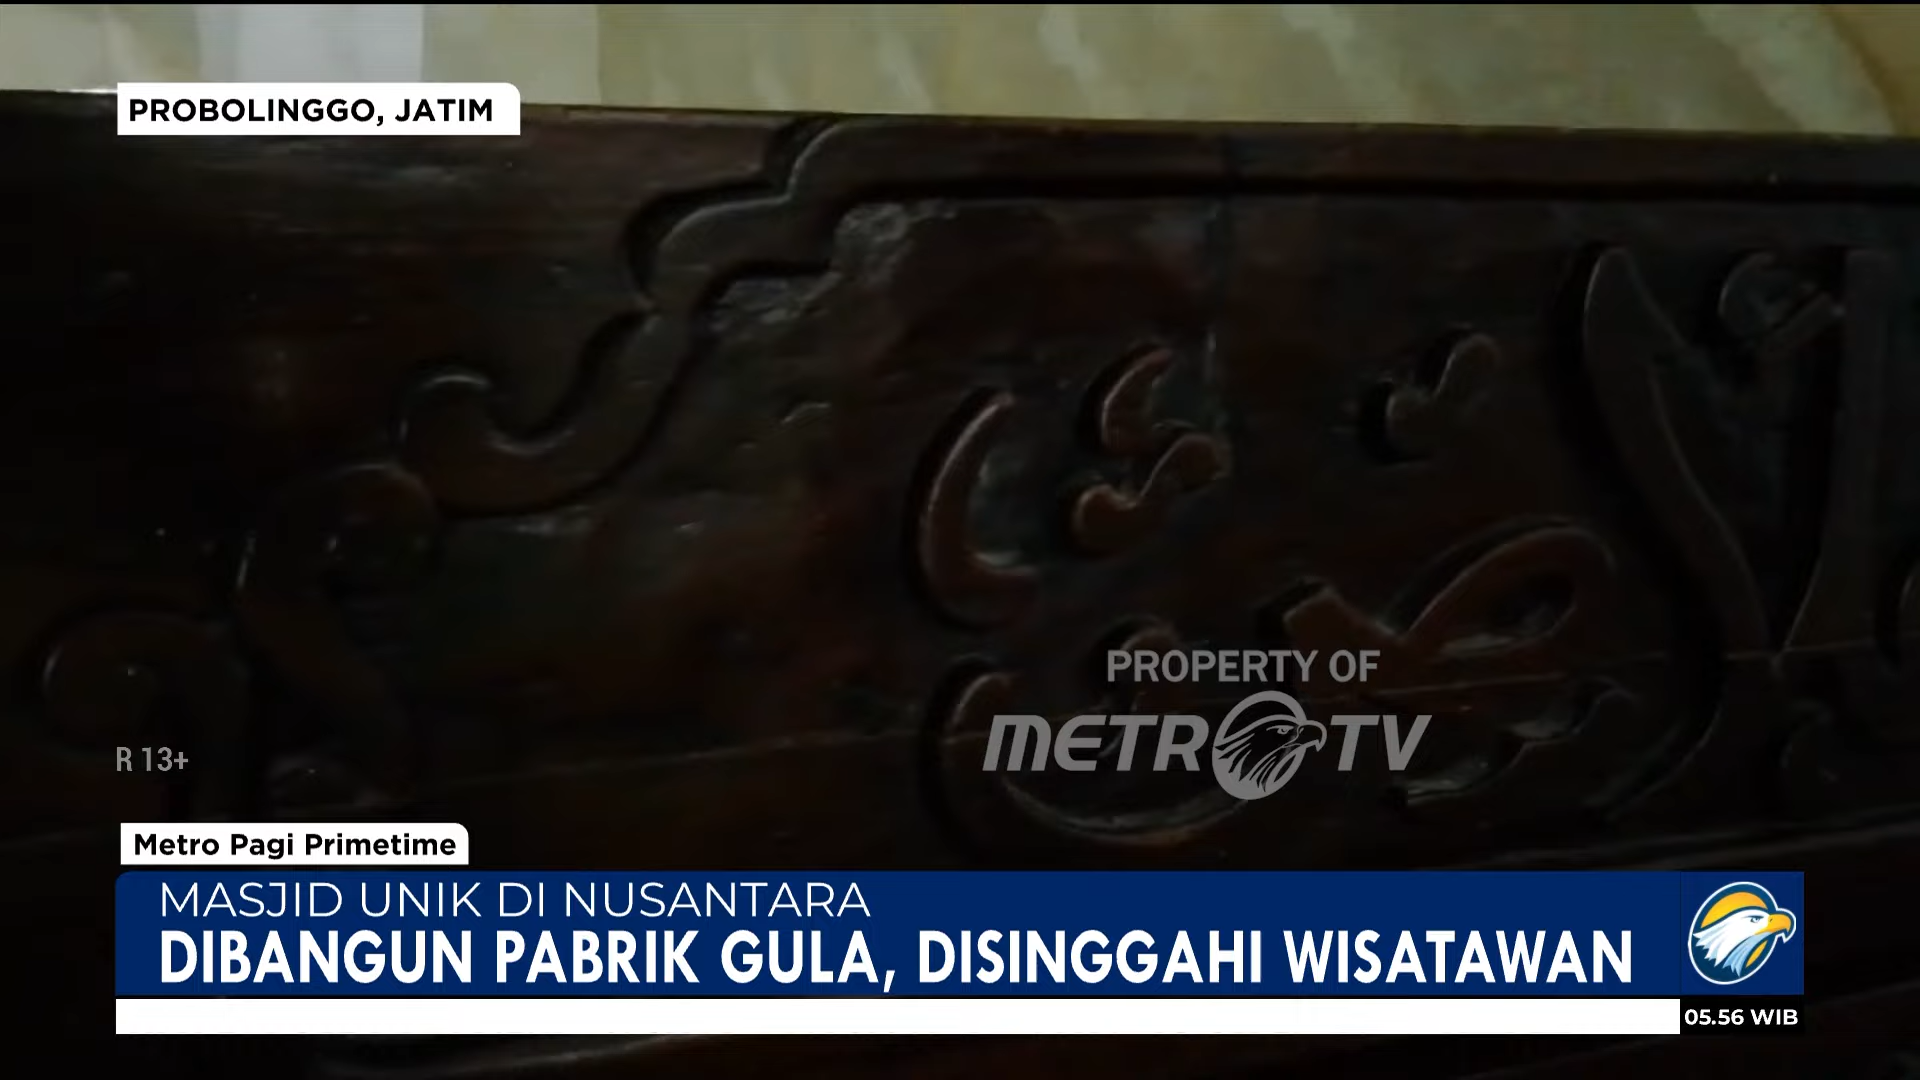 PROBOLINGGO, JATIM
PROPERTY OF
METRO TV
R 13+
Metro Pagi Primetime
MASJID UNIK DI NUSANTARA
DIBANGUN PABRIK GULA, DISINGGAHI WISATAWAN
05.56 WIB